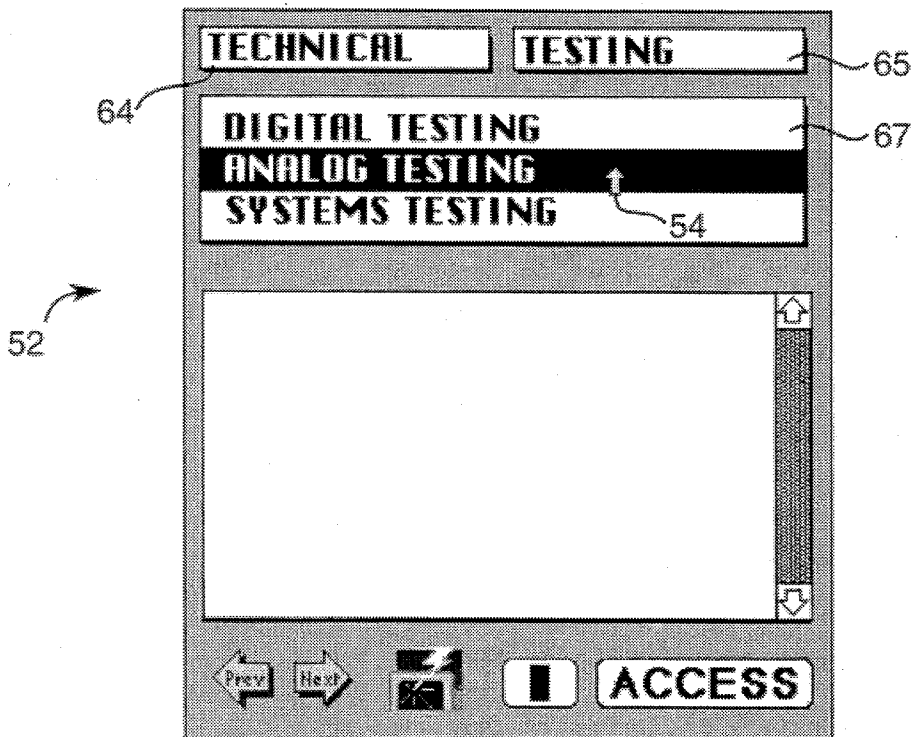 TECHNICAL TESTING
64 65
DIGITAL TESTING 67
ANALOG TESTING
SYSTEMS TESTING 54
52
Prev Next ACCESS